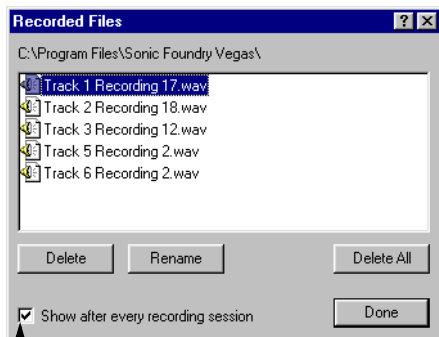 Recorded Files
C:\Program Files\Sonic Foundry Vegas\
Track 1 Recording 17.wav
Track 2 Recording 18.wav
Track 3 Recording 12.wav
Track 5 Recording 2.wav
Track 6 Recording 2.wav
Delete Rename Delete All
Show after every recording session Done